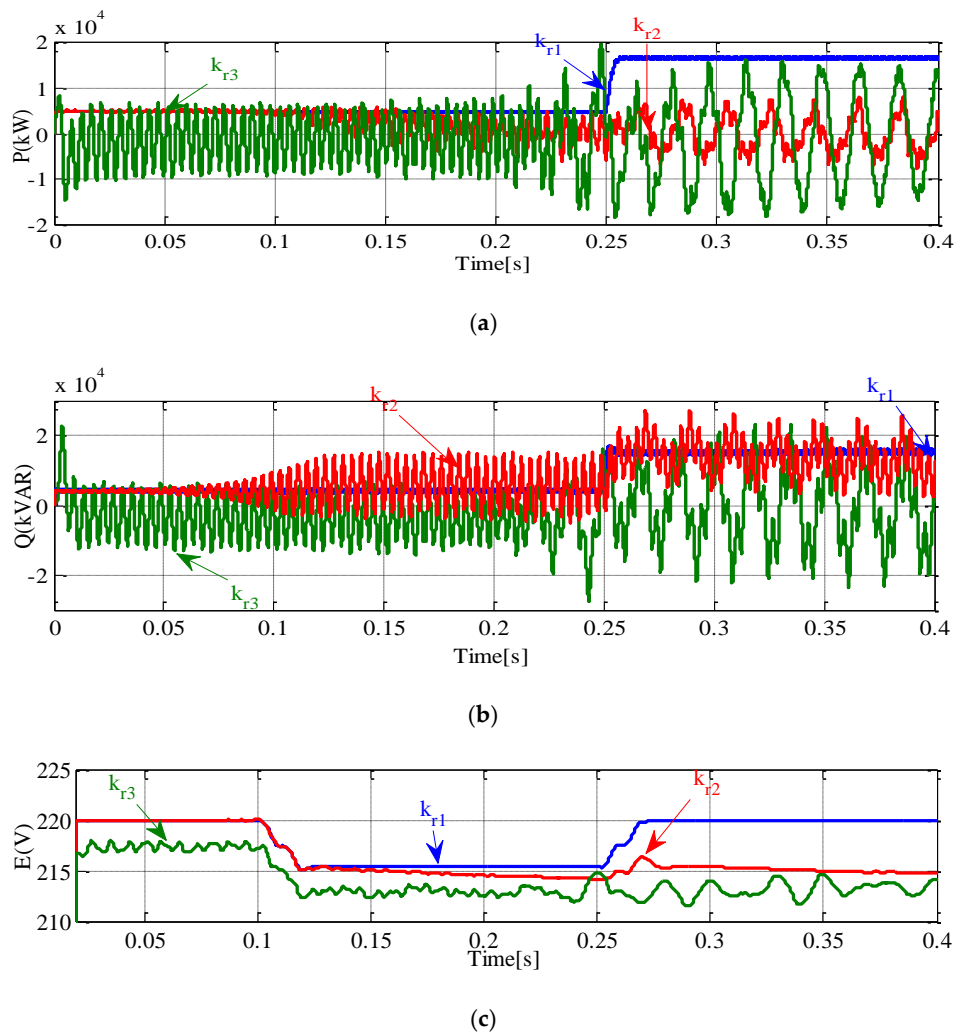 x 10⁴
k_r1
k_r2
k_r3
2
1
0
-1
-2
P(kW)
0 0.05 0.1 0.15 0.2 0.25 0.3 0.35 0.4
Time[s]
(a)
x 10⁴
k_r2
k_r1
2
0
-2
Q(kVAR)
k_r3
0 0.05 0.1 0.15 0.2 0.25 0.3 0.35 0.4
Time[s]
(b)
225
220
215
210
E(V)
k_r3
k_r1
k_r2
0.05 0.1 0.15 0.2 0.25 0.3 0.35 0.4
Time[s]
(c)